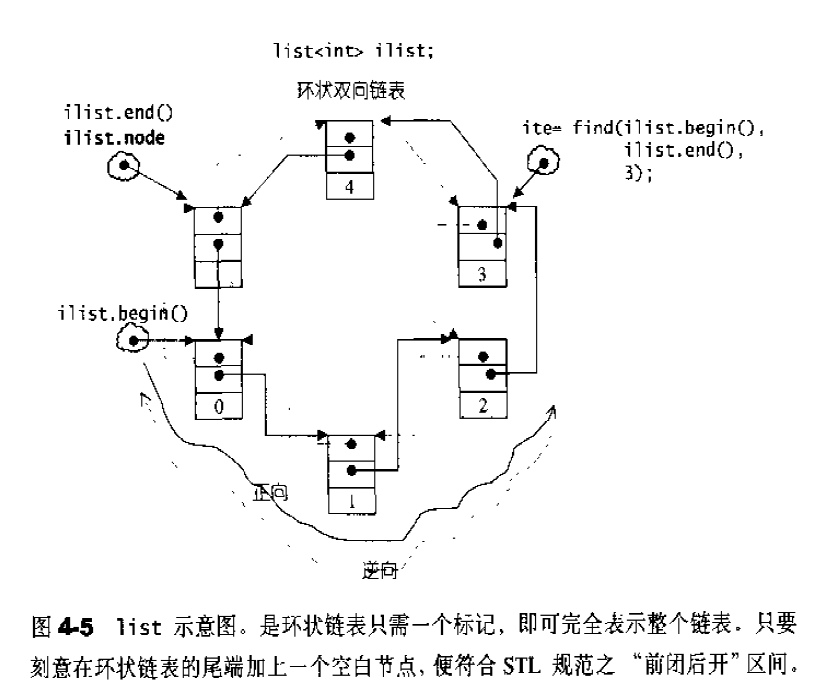 list<int> ilist;
环状双向链表
ilist.end()
ilist.node
ite= find(ilist.begin(),
ilist.end(),
3);
4
3
ilist.begin()
0
2
1
正向
逆向
图 4-5 list 示意图。是环状链表只需一个标记，即可完全表示整个链表。只要
刻意在环状链表的尾端加上一个空白节点，便符合 STL 规范之 “前闭后开”区间。